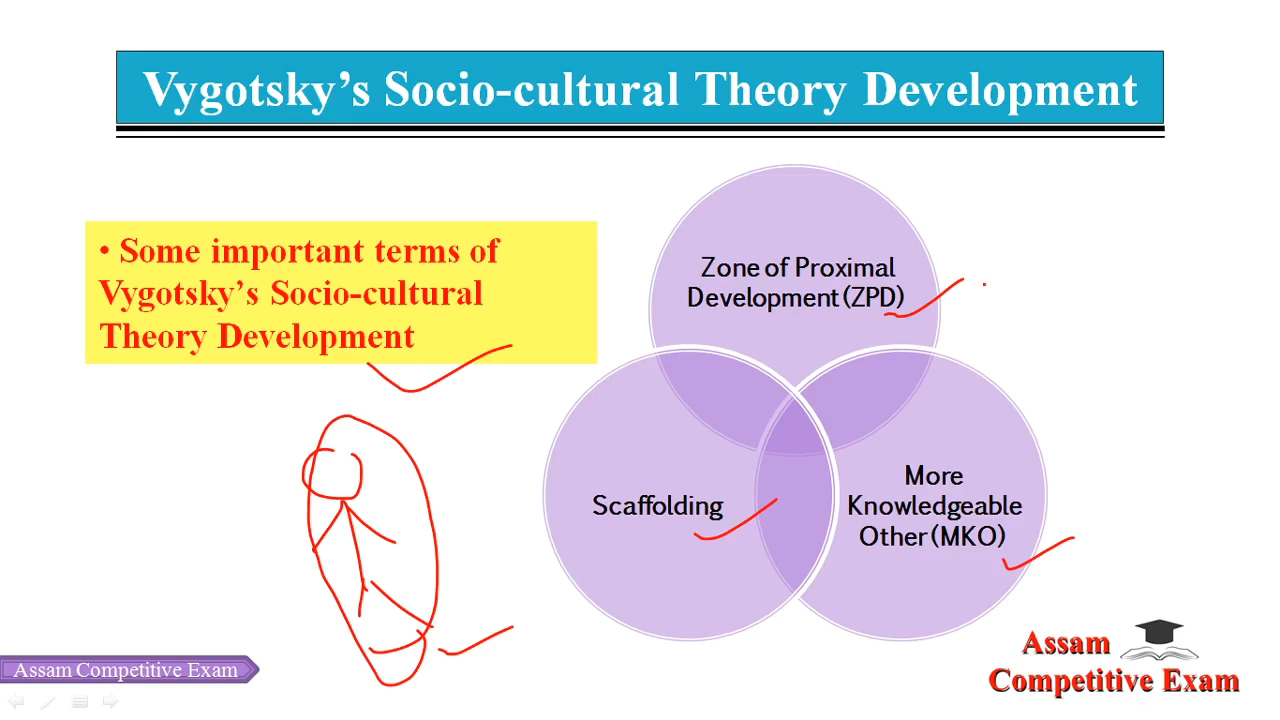 Vygotsky's Socio-cultural Theory Development
• Some important terms of
Vygotsky's Socio-cultural
Theory Development
Zone of Proximal
Development (ZPD)
Scaffolding
More
Knowledgeable
Other (MKO)
Assam Competitive Exam
Assam
Competitive Exam